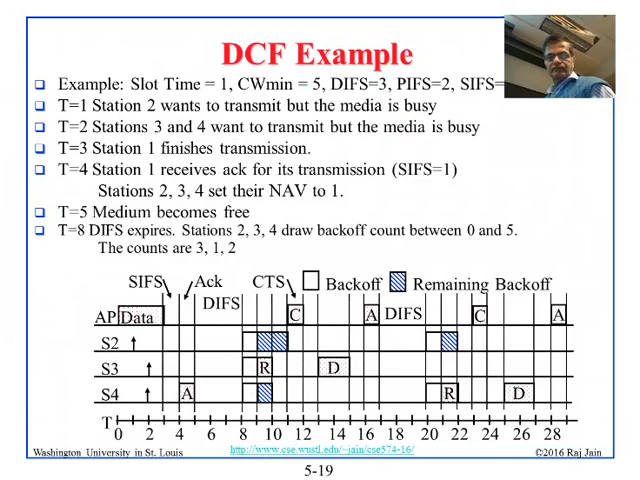 DCF Example
Example: Slot Time = 1, CWmin = 5, DIFS=3, PIFS=2, SIFS=
T=1 Station 2 wants to transmit but the media is busy
T=2 Stations 3 and 4 want to transmit but the media is busy
T=3 Station 1 finishes transmission.
T=4 Station 1 receives ack for its transmission (SIFS=1)
Stations 2, 3, 4 set their NAV to 1.
T=5 Medium becomes free
T=8 DIFS expires. Stations 2, 3, 4 draw backoff count between 0 and 5.
The counts are 3, 1, 2
SIFS Ack CTS Backoff Remaining Backoff
DIFS
AP Data C A DIFS C A
S2
S3 R D
S4 A R D
T
0 2 4 6 8 10 12 14 16 18 20 22 24 26 28
Washington University in St. Louis http://www.cse.wustl.edu/~jain/cse574-16/ ©2016 Raj Jain
5-19